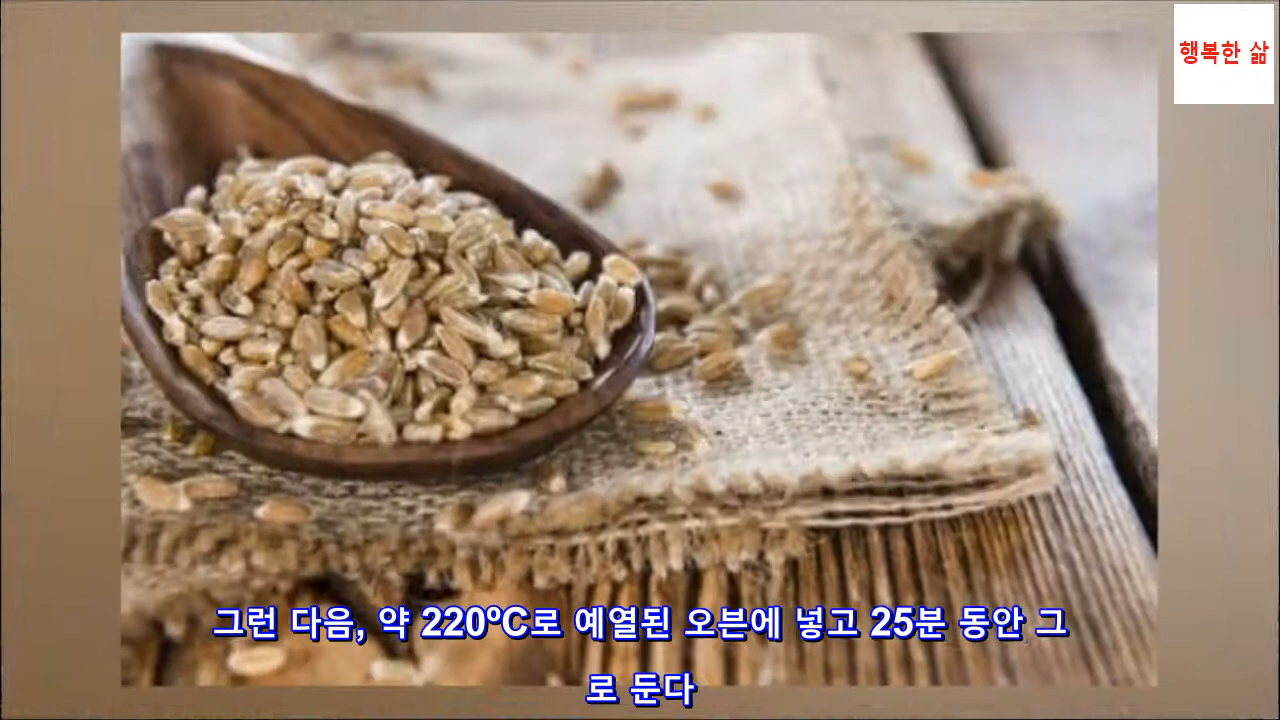 행복한 삶
그런 다음, 약 220ºC로 예열된 오븐에 넣고 25분 동안 그
로 둔다